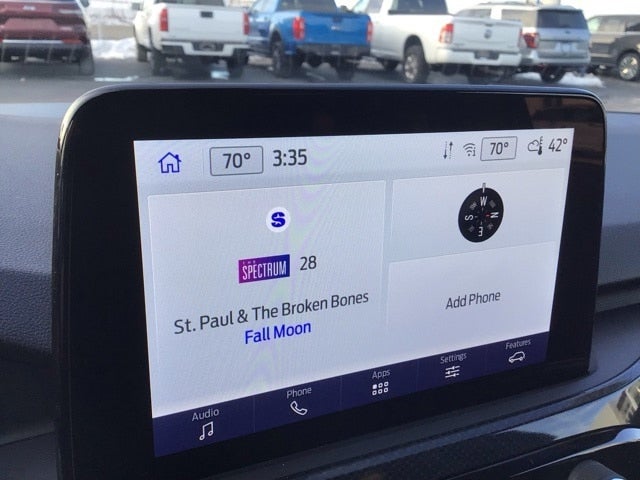 70° 3:35 70° 42°
S
THE
SPECTRUM 28
St. Paul & The Broken Bones
Fall Moon
W
S N
E
Add Phone
Audio Phone Apps Settings Features